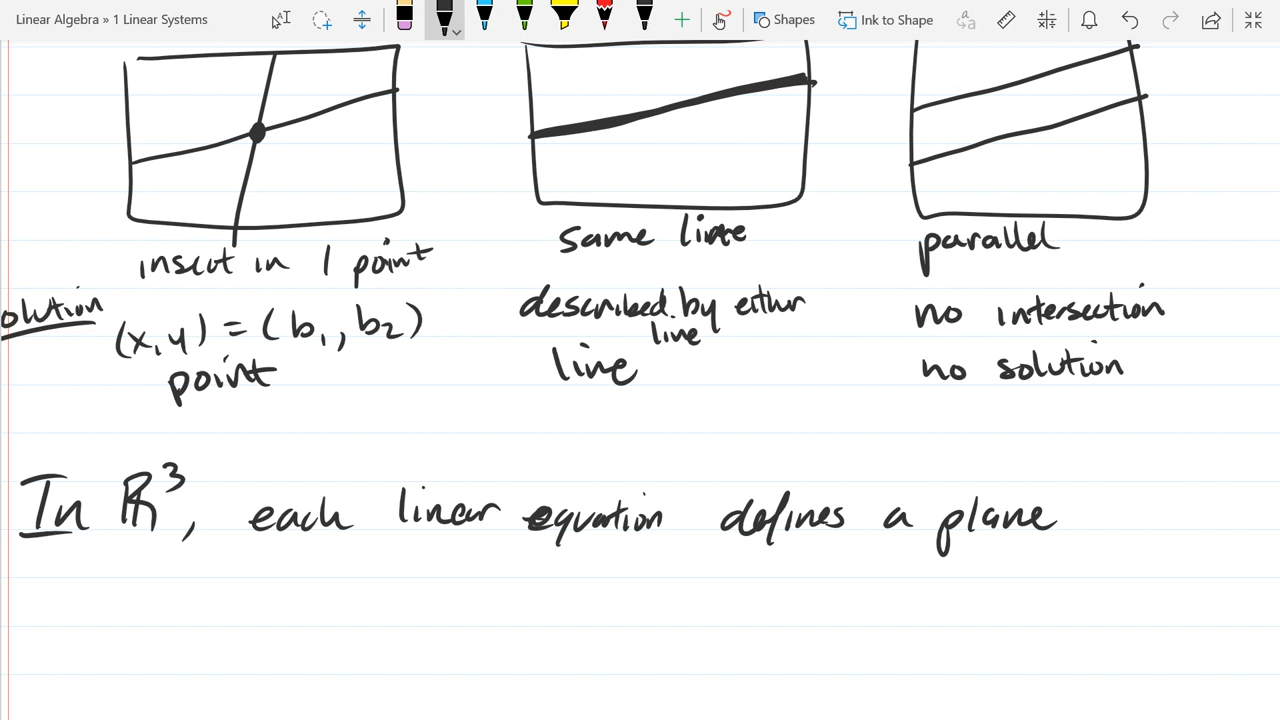 Linear Algebra » 1 Linear Systems
Shapes
Ink to Shape
in 1 point
same line
parallel
olution
(x,y) = (b₁, b₂)
described by either
line
no intersection
point
line
no solution
In ℝ³, each linear equation defines a plane